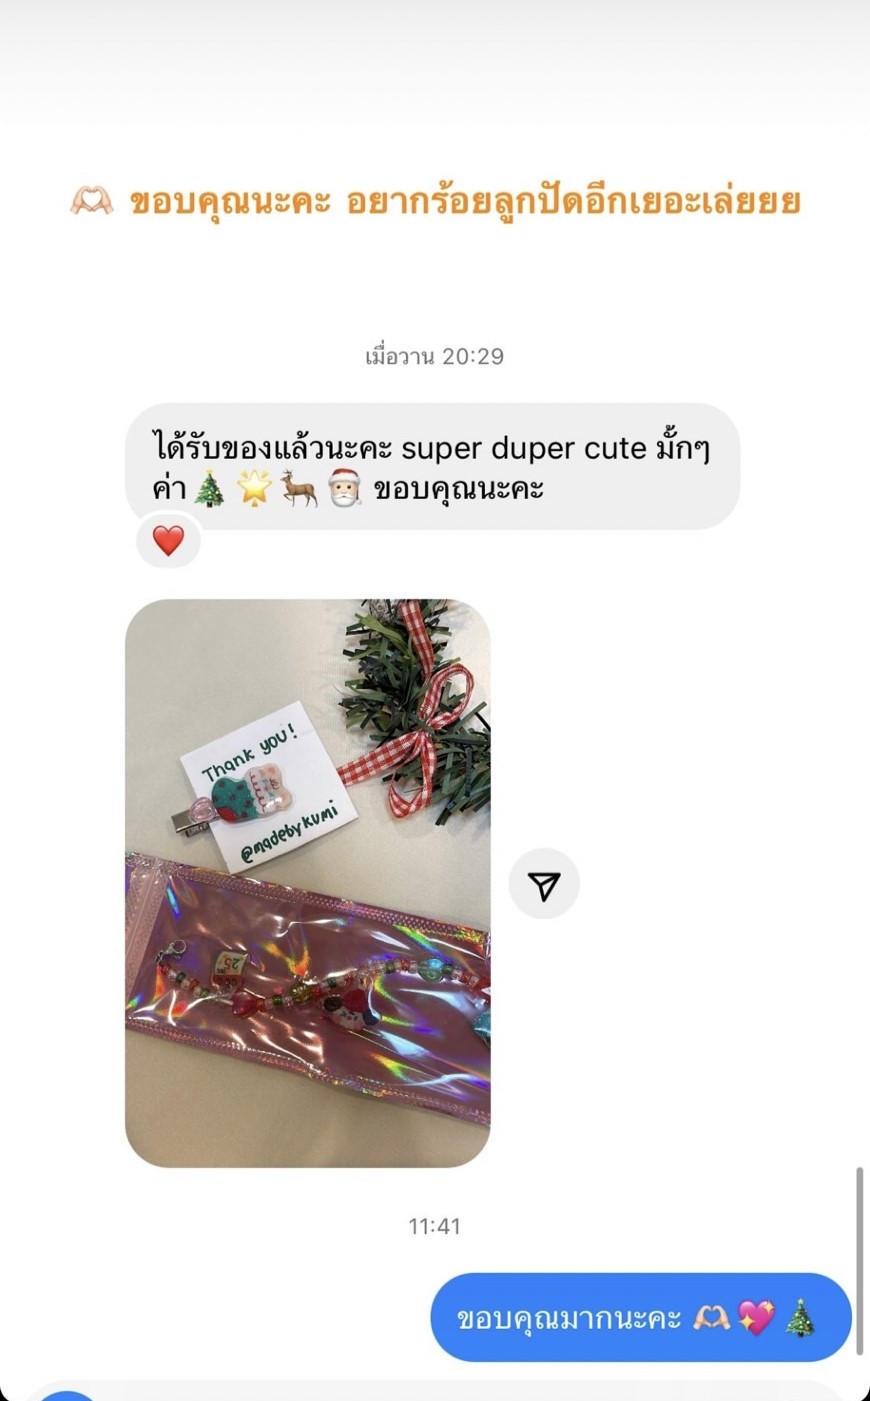 🫶🏻 ขอบคุณนะคะ อยากร้อยลูกปัดอีกเยอะเล่ยยย
เมื่อวาน 20:29
ได้รับของแล้วนะคะ super duper cute มั้กๆ
ค่า🎄🌟🦌🎅🏻 ขอบคุณนะคะ
❤️
Thank you!
@madebykumi
25
11:41
ขอบคุณมากนะคะ 🫶🏻💖🎄